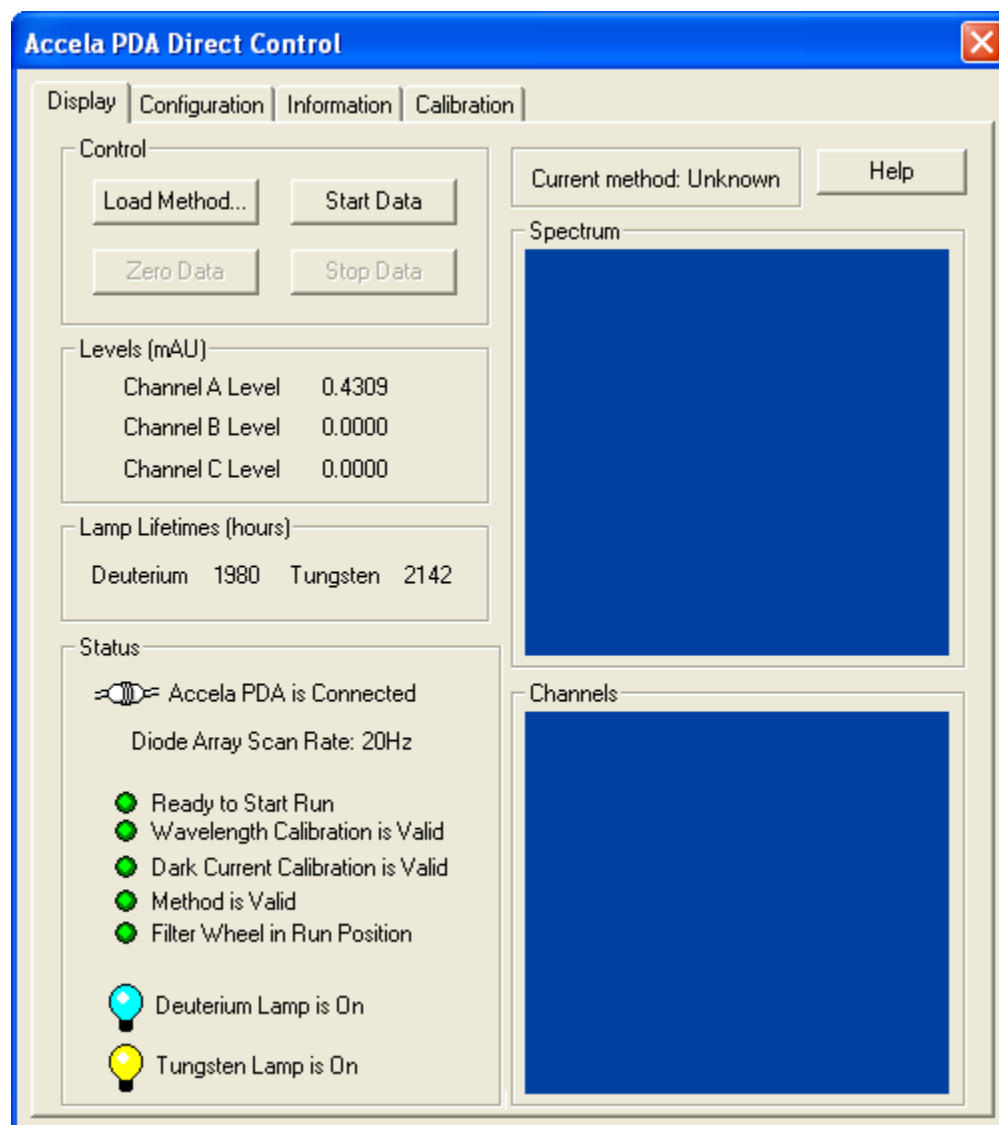 Accela PDA Direct Control
Display Configuration Information Calibration
Control
Load Method... Start Data
Zero Data Stop Data
Current method: Unknown
Help
Levels (mAU)
Channel A Level 0.4309
Channel B Level 0.0000
Channel C Level 0.0000
Lamp Lifetimes (hours)
Deuterium 1980 Tungsten 2142
Status
Accela PDA is Connected
Diode Array Scan Rate: 20Hz
Ready to Start Run
Wavelength Calibration is Valid
Dark Current Calibration is Valid
Method is Valid
Filter Wheel in Run Position
Deuterium Lamp is On
Tungsten Lamp is On
Spectrum
Channels